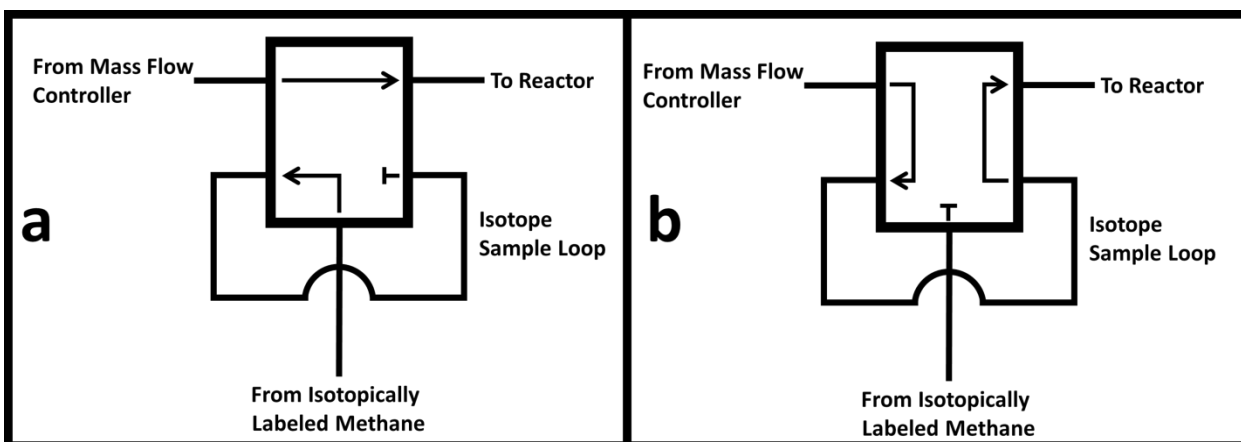 From Mass Flow
Controller
To Reactor
a
Isotope
Sample Loop
From Isotopically
Labeled Methane
From Mass Flow
Controller
To Reactor
b
Isotope
Sample Loop
From Isotopically
Labeled Methane